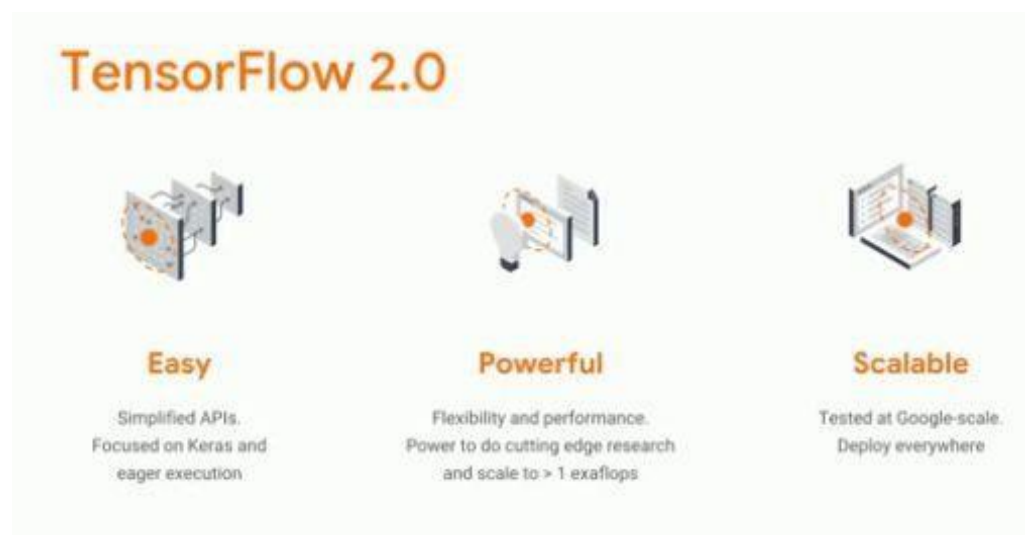 TensorFlow 2.0
Easy
Simplified APIs.
Focused on Keras and
eager execution
Powerful
Flexibility and performance.
Power to do cutting edge research
and scale to > 1 exaflops
Scalable
Tested at Google-scale.
Deploy everywhere